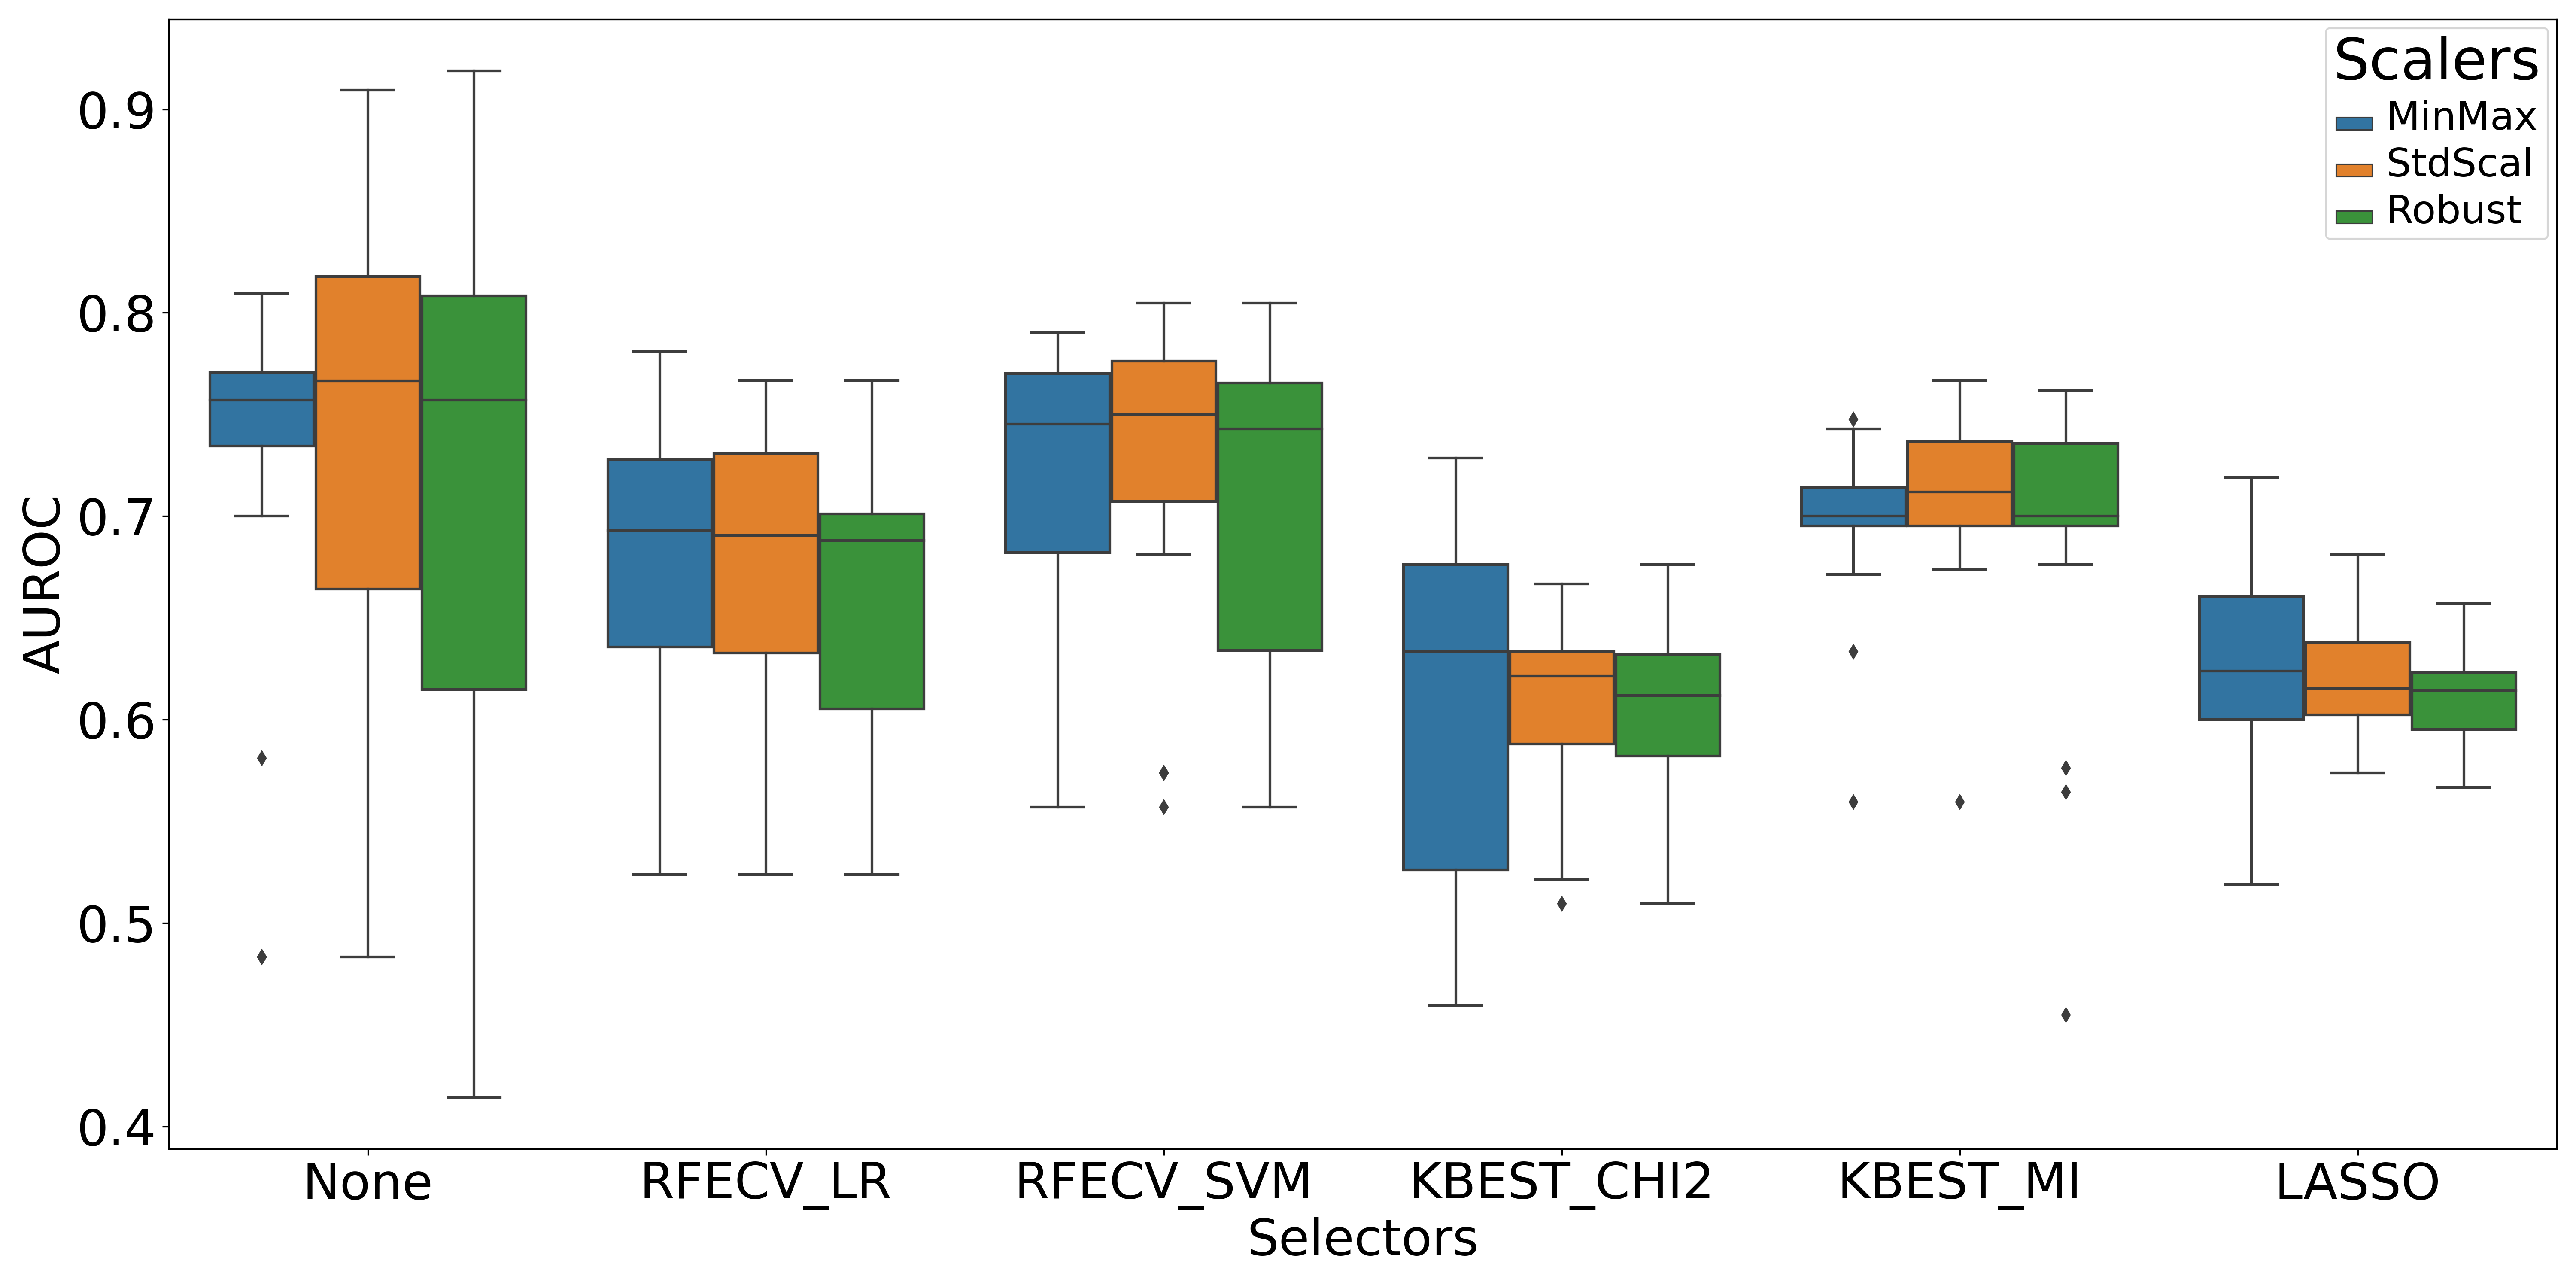 Scalers
MinMax
StdScal
Robust
AUROC
0.9
0.8
0.7
0.6
0.5
0.4
None RFECV_LR RFECV_SVM KBEST_CHI2 KBEST_MI LASSO
Selectors